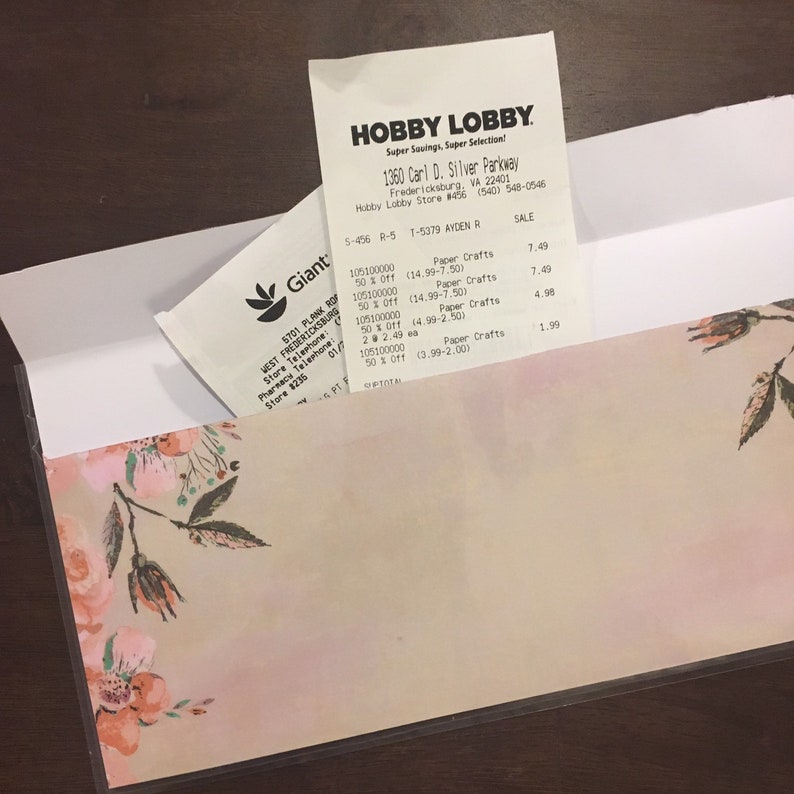 HOBBY LOBBY.
Super Savings, Super Selection!
1360 Carl D. Silver Parkway
Fredericksburg, VA 22401
Hobby Lobby Store #456 (540) 548-0546
S-456 R-5 T-5379 AYDEN R SALE
105100000 Paper Crafts 7.49
50 % Off (14.99-7.50)
105100000 Paper Crafts 7.49
50 % Off (14.99-7.50)
105100000 Paper Crafts 4.98
50 % Off (4.99-2.50)
2 @ 2.49 ea
105100000 Paper Crafts 1.99
50 % Off (3.99-2.00)
SUBTOTAL
Giant
5701 PLANK ROA
WEST FREDERICKSBURG
Store Telephone: (
Pharmacy Telephone:
Store #235 01/